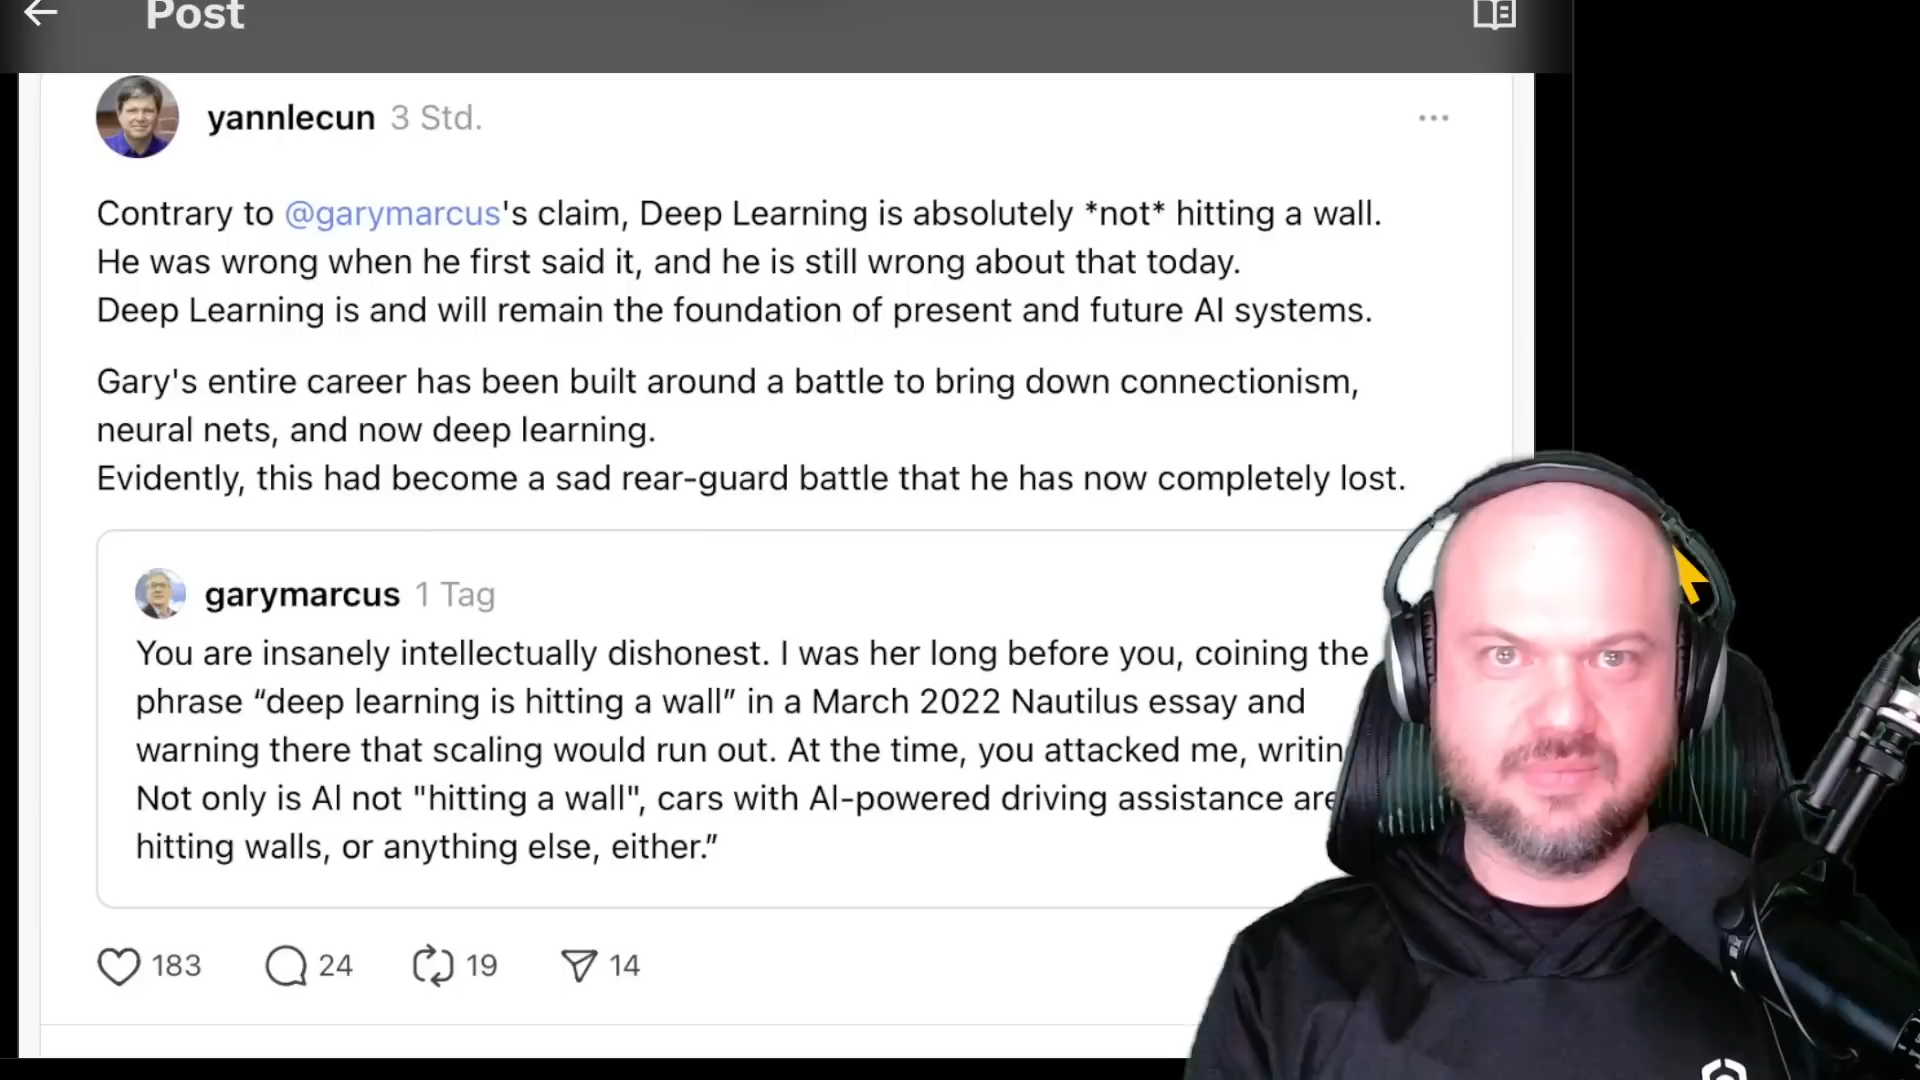 Post
yannlecun 3 Std.
Contrary to @garymarcus's claim, Deep Learning is absolutely *not* hitting a wall.
He was wrong when he first said it, and he is still wrong about that today.
Deep Learning is and will remain the foundation of present and future AI systems.
Gary's entire career has been built around a battle to bring down connectionism,
neural nets, and now deep learning.
Evidently, this had become a sad rear-guard battle that he has now completely lost.
garymarcus 1 Tag
You are insanely intellectually dishonest. I was her long before you, coining the
phrase “deep learning is hitting a wall” in a March 2022 Nautilus essay and
warning there that scaling would run out. At the time, you attacked me, writin
Not only is AI not "hitting a wall", cars with AI-powered driving assistance are
hitting walls, or anything else, either.”
183 24 19 14